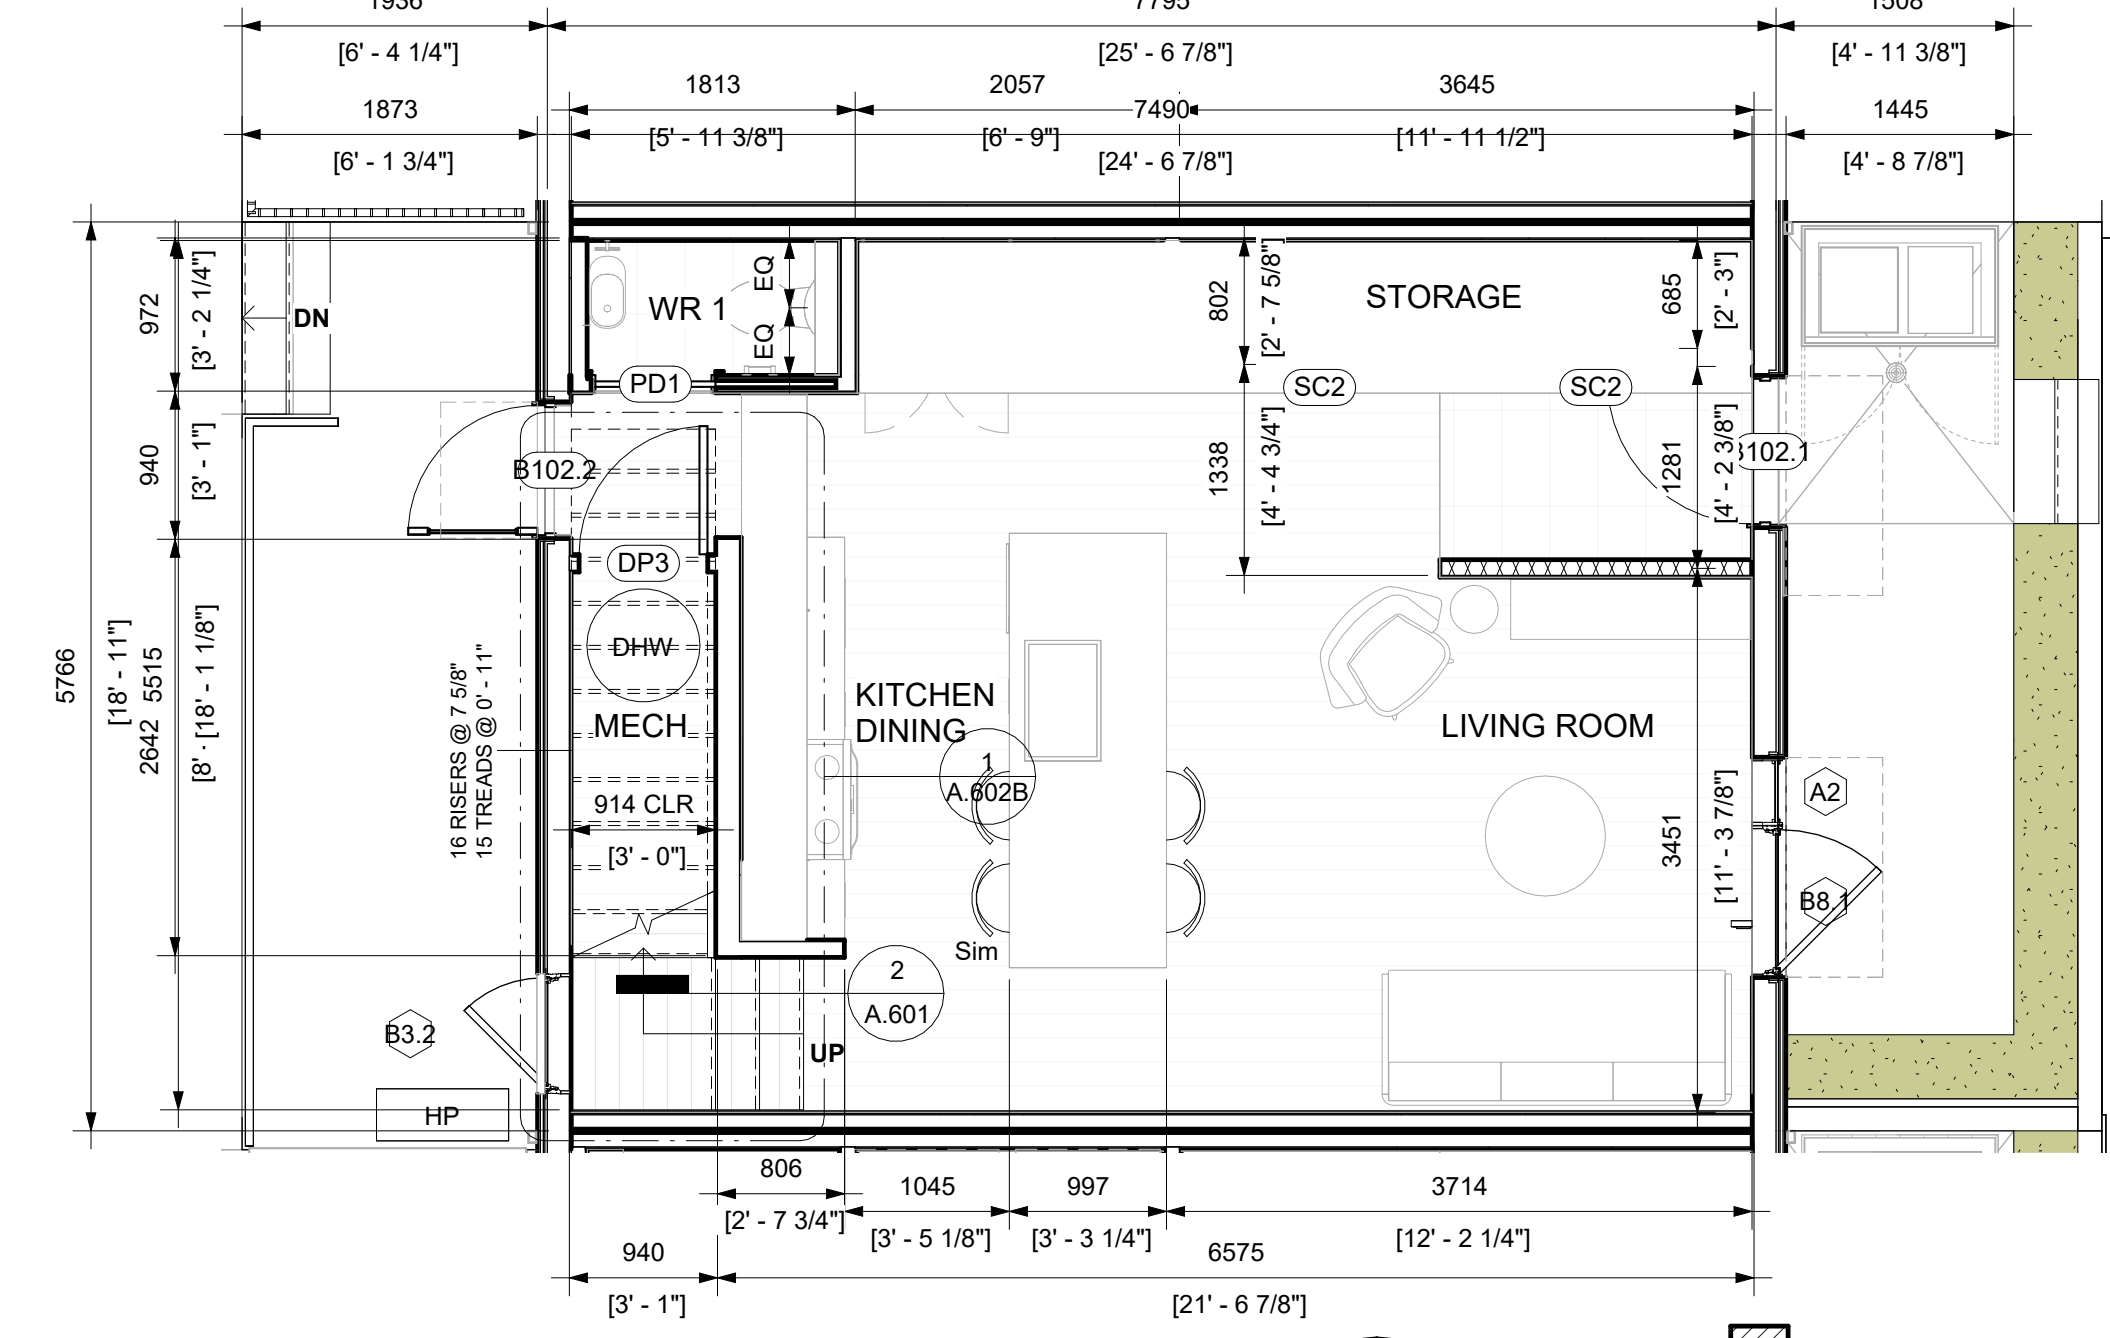 1936
7795
1508
[6' - 4 1/4"]
[25' - 6 7/8"]
[4' - 11 3/8"]
1813
2057
3645
1873
7490
1445
[5' - 11 3/8"]
[6' - 9"]
[11' - 11 1/2"]
[6' - 1 3/4"]
[24' - 6 7/8"]
[4' - 8 7/8"]
972
[3' - 2 1/4"]
DN
WR 1
EQ
EQ
802
[2' - 7 5/8"]
STORAGE
685
[2' - 3"]
PD1
SC2
SC2
940
[3' - 1"]
B102.2
1338
[4' - 4 3/4"]
1281
[4' - 2 3/8"]
B102.1
DP3
DHW
5766
[18' - 11"]
2642
5515
[8' -
[18' - 1 1/8"]
16 RISERS @ 7 5/8"
15 TREADS @ 0' - 11"
MECH
KITCHEN
DINING
LIVING ROOM
1
A.602B
914 CLR
[3' - 0"]
3451
[11' - 3 7/8"]
A2
B8.1
Sim
2
A.601
B3.2
UP
HP
806
[2' - 7 3/4"]
1045
997
3714
[3' - 5 1/8"]
[3' - 3 1/4"]
[12' - 2 1/4"]
940
6575
[3' - 1"]
[21' - 6 7/8"]